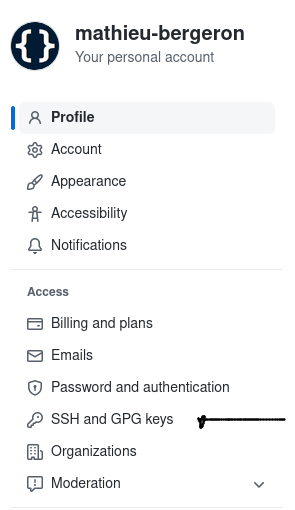 mathieu-bergeron
Your personal account
Profile
Account
Appearance
Accessibility
Notifications
Access
Billing and plans
Emails
Password and authentication
SSH and GPG keys
Organizations
Moderation